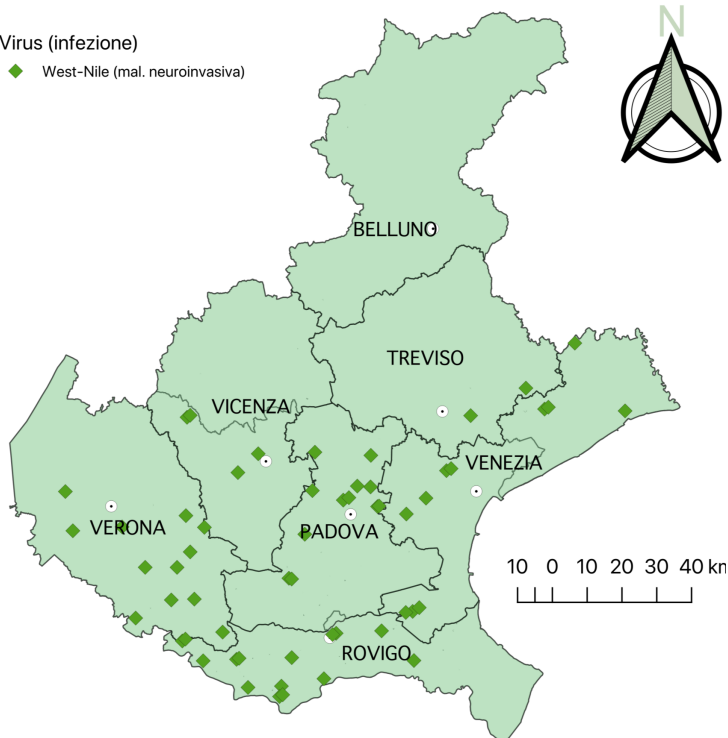 N
Virus (infezione)
West-Nile (mal. neuroinvasiva)
BELLUNO
TREVISO
VICENZA
VENEZIA
VERONA
PADOVA
10 0 10 20 30 40 km
ROVIGO